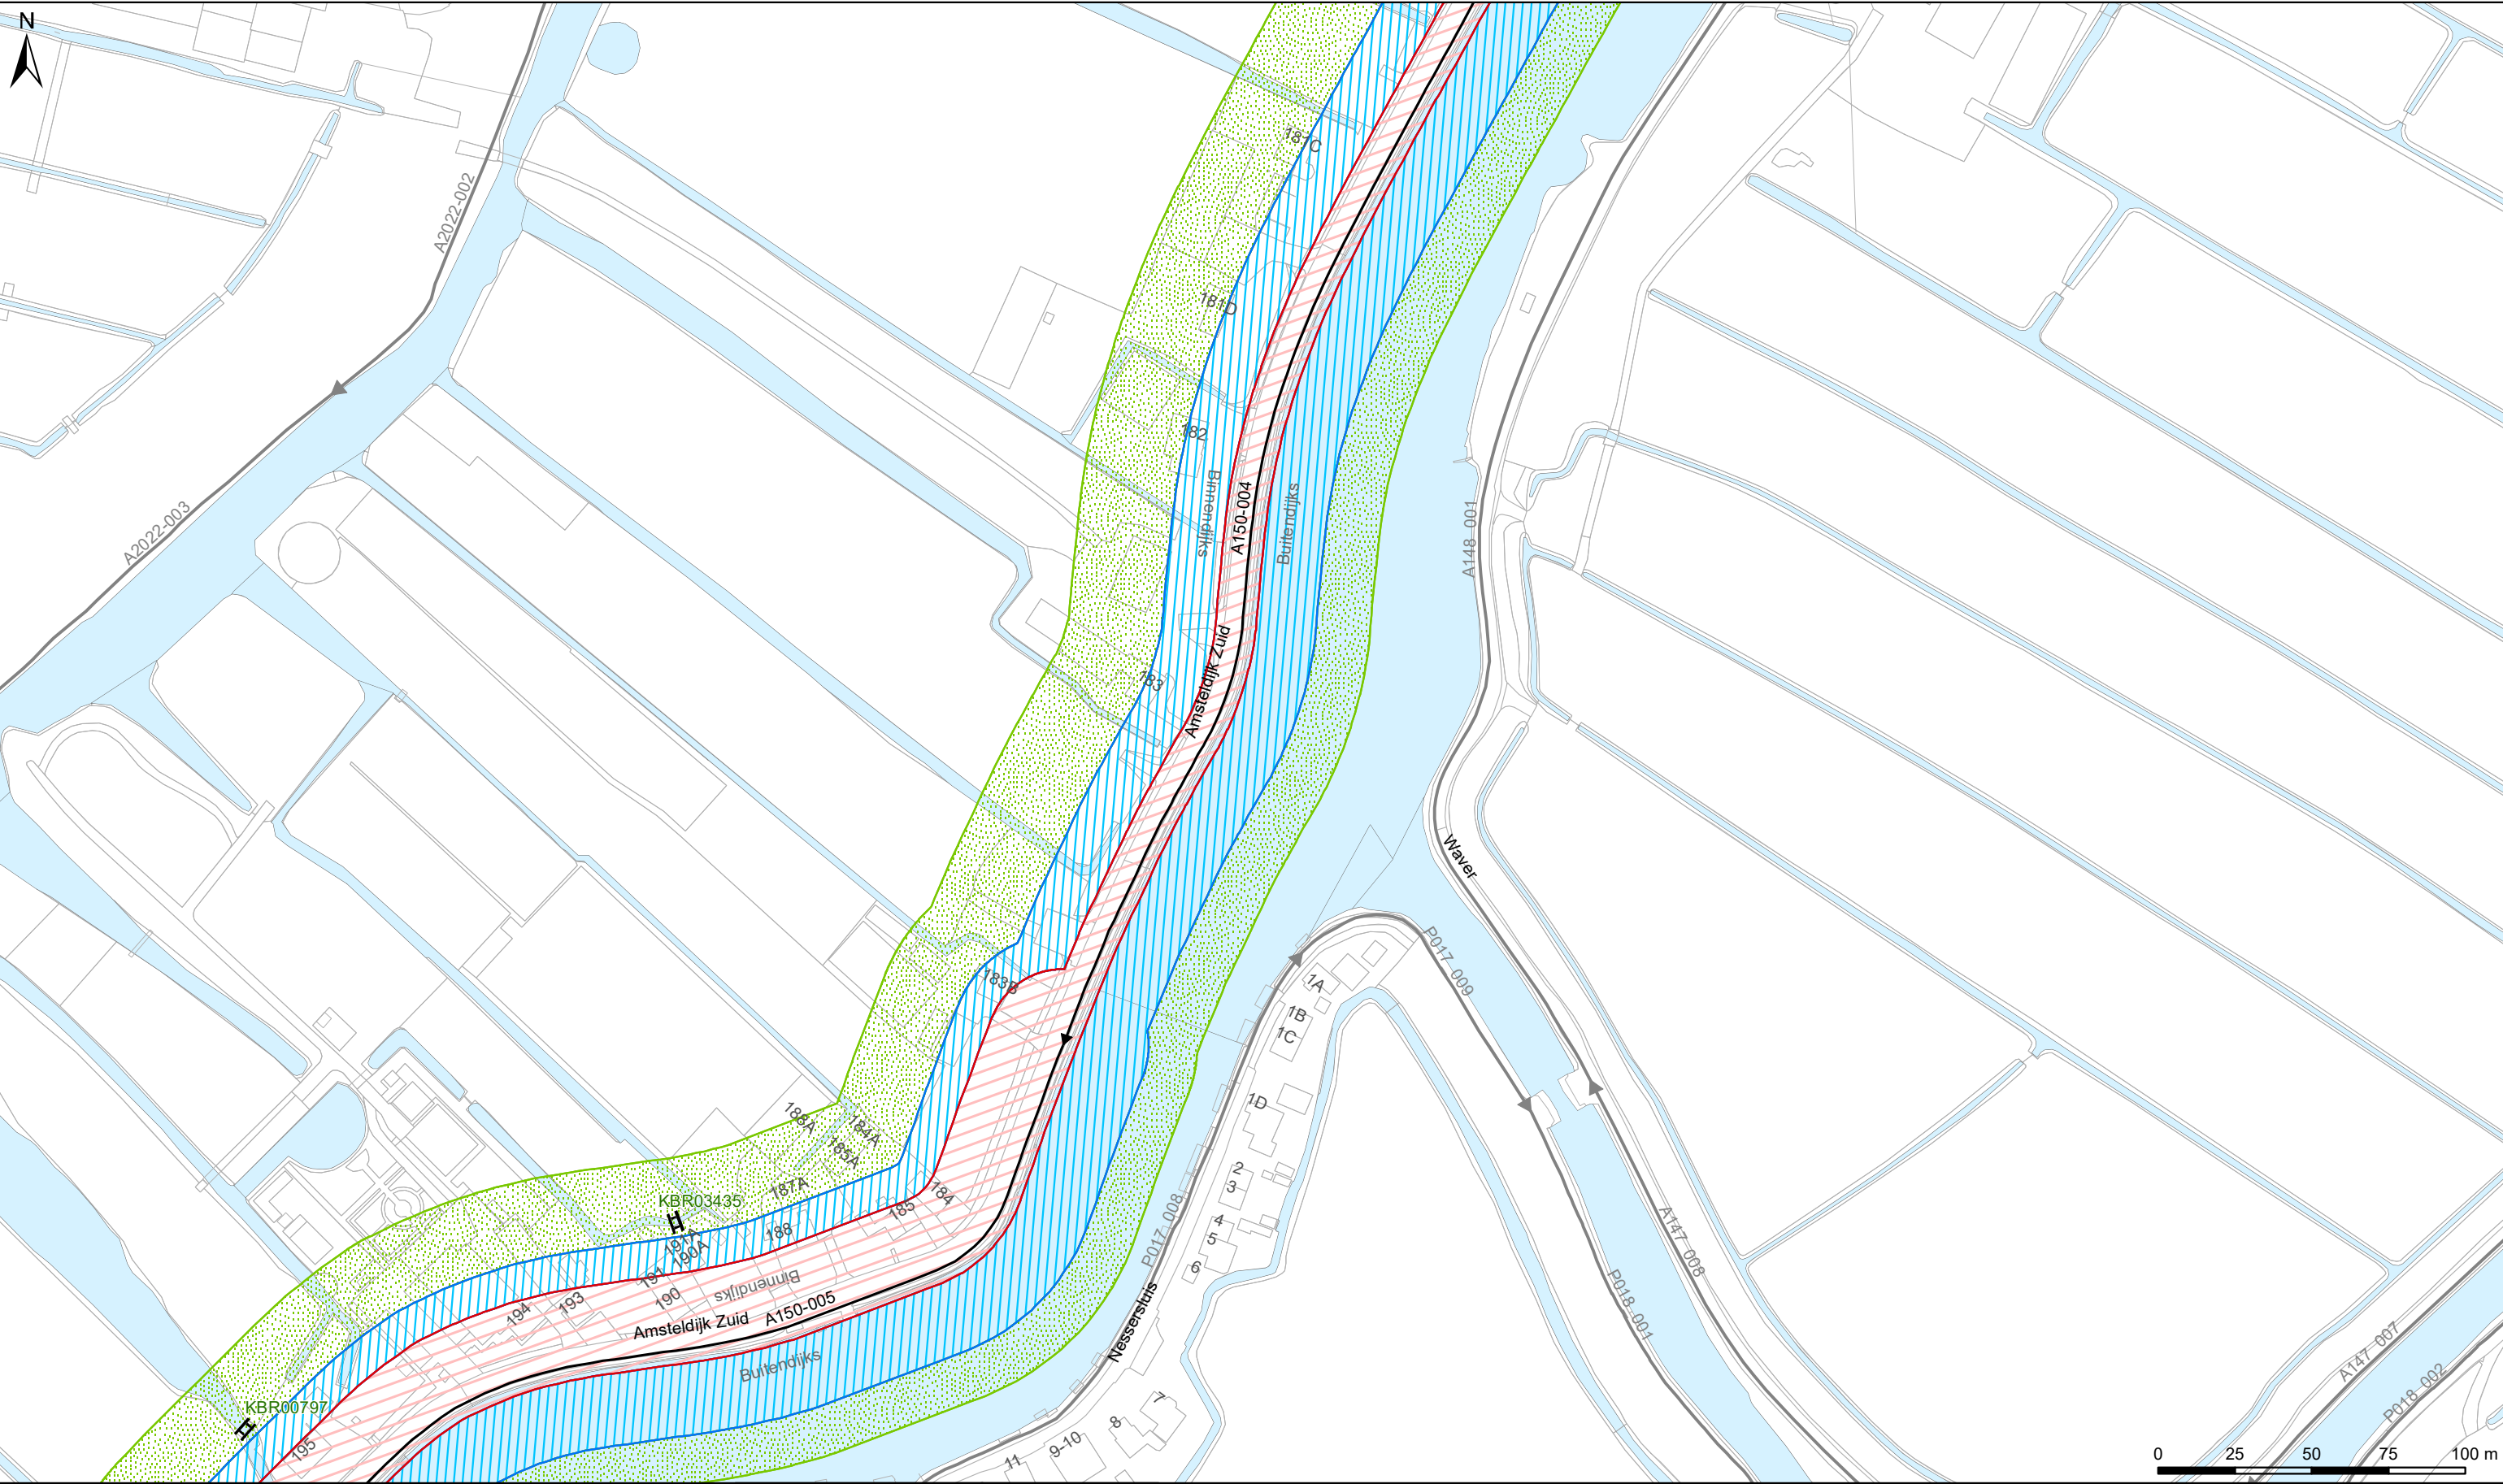 N
A2022-002
A2022-003
181C
181D
182
Binnendijks
A150-004
Buitendijks
A148_001
Amsteldijk Zuid
183
Waver
183B
P017_009
1A
1B
1C
1D
2
3
4
5
6
188A
184A
185A
187A
184
185
188
KBR03435
191A
190A
191
190
Binnendijks
193
194
Amsteldijk Zuid
A150-005
Buitendijks
P017_008
Nessersluis
A147_008
P018_001
A147_007
P018_002
KBR00797
195
7
8
9-10
11
0 25 50 75 100 m